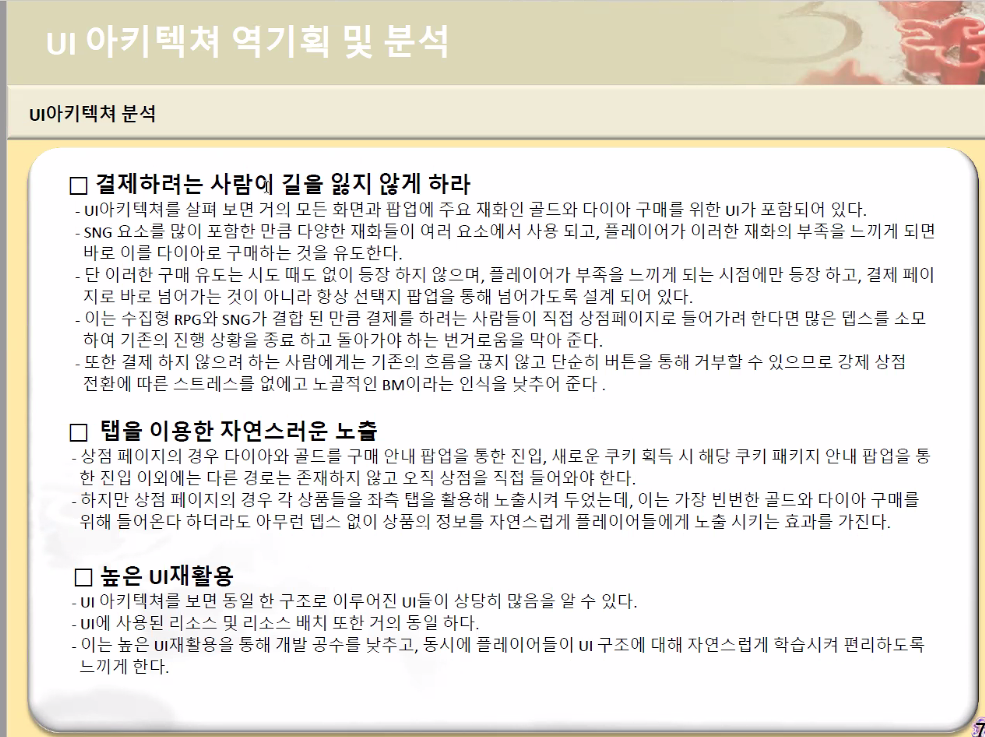 UI 아키텍쳐 역기획 및 분석
UI아키텍쳐 분석
□ 결제하려는 사람이 길을 잃지 않게 하라
- UI아키텍쳐를 살펴 보면 거의 모든 화면과 팝업에 주요 재화인 골드와 다이아 구매를 위한 UI가 포함되어 있다.
- SNG 요소를 많이 포함한 만큼 다양한 재화들이 여러 요소에서 사용 되고, 플레이어가 이러한 재화의 부족을 느끼게 되면
바로 이를 다이아로 구매하는 것을 유도한다.
- 단 이러한 구매 유도는 시도 때도 없이 등장 하지 않으며, 플레이어가 부족을 느끼게 되는 시점에만 등장 하고, 결제 페이
지로 바로 넘어가는 것이 아니라 항상 선택지 팝업을 통해 넘어가도록 설계 되어 있다.
- 이는 수집형 RPG와 SNG가 결합 된 만큼 결제를 하려는 사람들이 직접 상점페이지로 들어가려 한다면 많은 뎁스를 소모
하여 기존의 진행 상황을 종료 하고 돌아가야 하는 번거로움을 막아 준다.
- 또한 결제 하지 않으려 하는 사람에게는 기존의 흐름을 끊지 않고 단순히 버튼을 통해 거부할 수 있으므로 강제 상점
전환에 따른 스트레스를 없에고 노골적인 BM이라는 인식을 낮추어 준다 .
□ 탭을 이용한 자연스러운 노출
- 상점 페이지의 경우 다이아와 골드를 구매 안내 팝업을 통한 진입, 새로운 쿠키 획득 시 해당 쿠키 패키지 안내 팝업을 통
한 진입 이외에는 다른 경로는 존재하지 않고 오직 상점을 직접 들어와야 한다.
- 하지만 상점 페이지의 경우 각 상품들을 좌측 탭을 활용해 노출시켜 두었는데, 이는 가장 빈번한 골드와 다이아 구매를
위해 들어온다 하더라도 아무런 뎁스 없이 상품의 정보를 자연스럽게 플레이어들에게 노출 시키는 효과를 가진다.
□ 높은 UI재활용
- UI 아키텍쳐를 보면 동일 한 구조로 이루어진 UI들이 상당히 많음을 알 수 있다.
- UI에 사용된 리소스 및 리소스 배치 또한 거의 동일 하다.
- 이는 높은 UI재활용을 통해 개발 공수를 낮추고, 동시에 플레이어들이 UI 구조에 대해 자연스럽게 학습시켜 편리하도록
느끼게 한다.